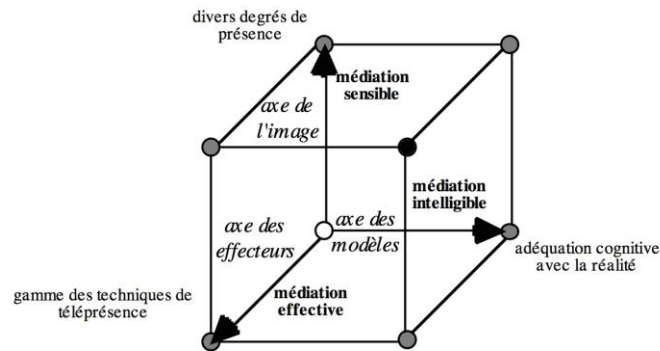 divers degrés de
présence
médiation
sensible
axe de
l'image
médiation
intelligible
axe des
effecteurs
axe des
modèles
adéquation cognitive
avec la réalité
gamme des techniques de
téléprésence
médiation
effective